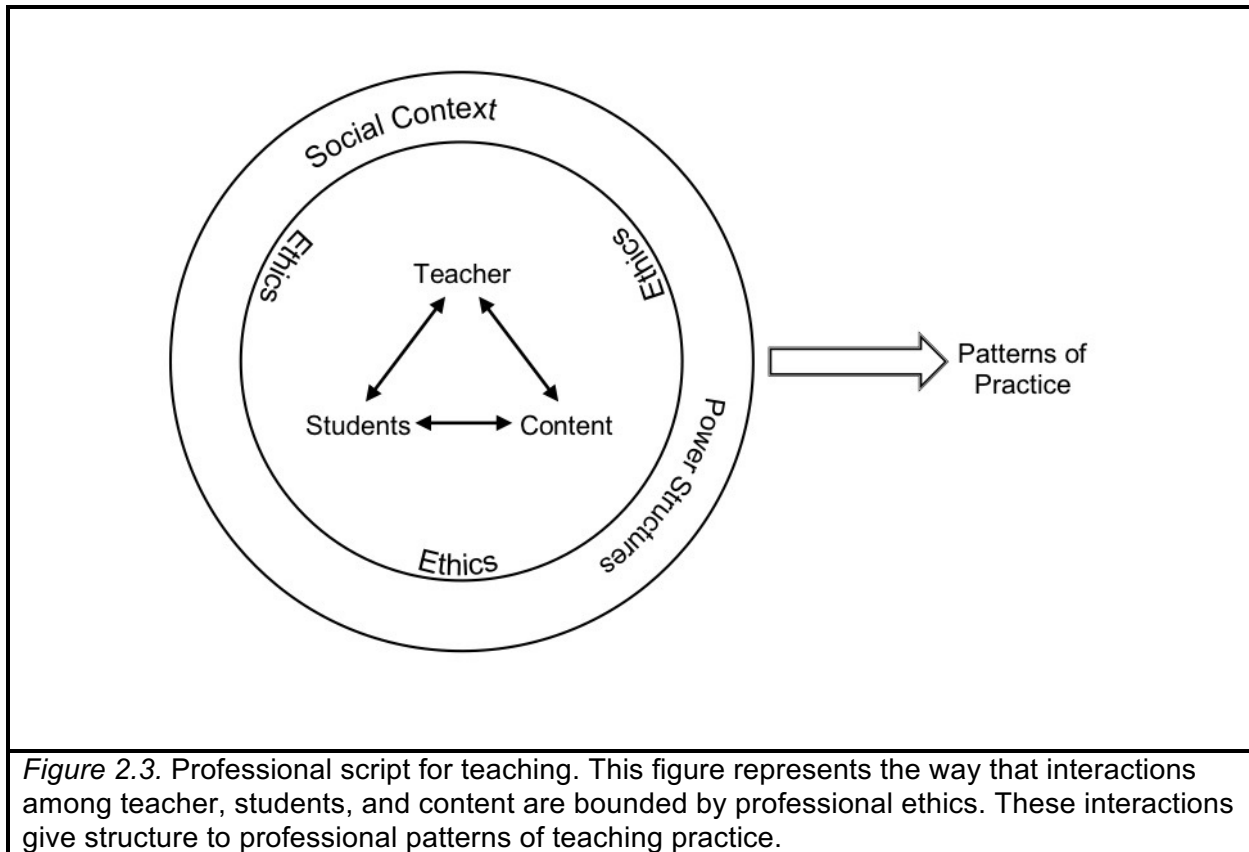 Social Context
Ethics
Ethics
Teacher
Patterns of
Practice
Students
Content
Power Structures
Ethics
Figure 2.3. Professional script for teaching. This figure represents the way that interactions
among teacher, students, and content are bounded by professional ethics. These interactions
give structure to professional patterns of teaching practice.